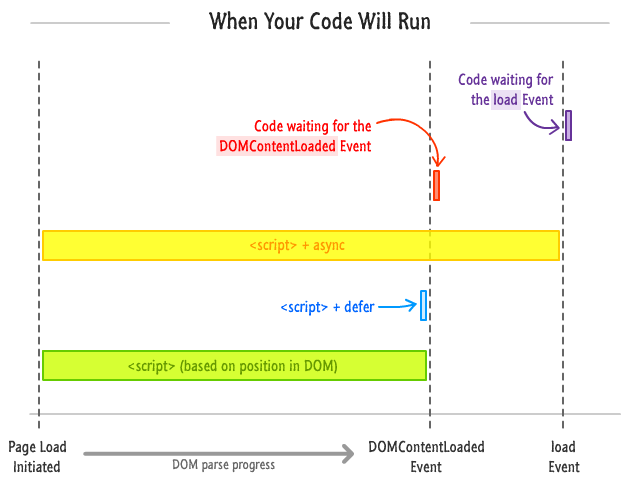 When Your Code Will Run
Code waiting for
the load Event
Code waiting for the
DOMContentLoaded Event
<script> + async
<script> + defer
<script> (based on position in DOM)
Page Load
Initiated
DOM parse progress
DOMContentLoaded
Event
load
Event